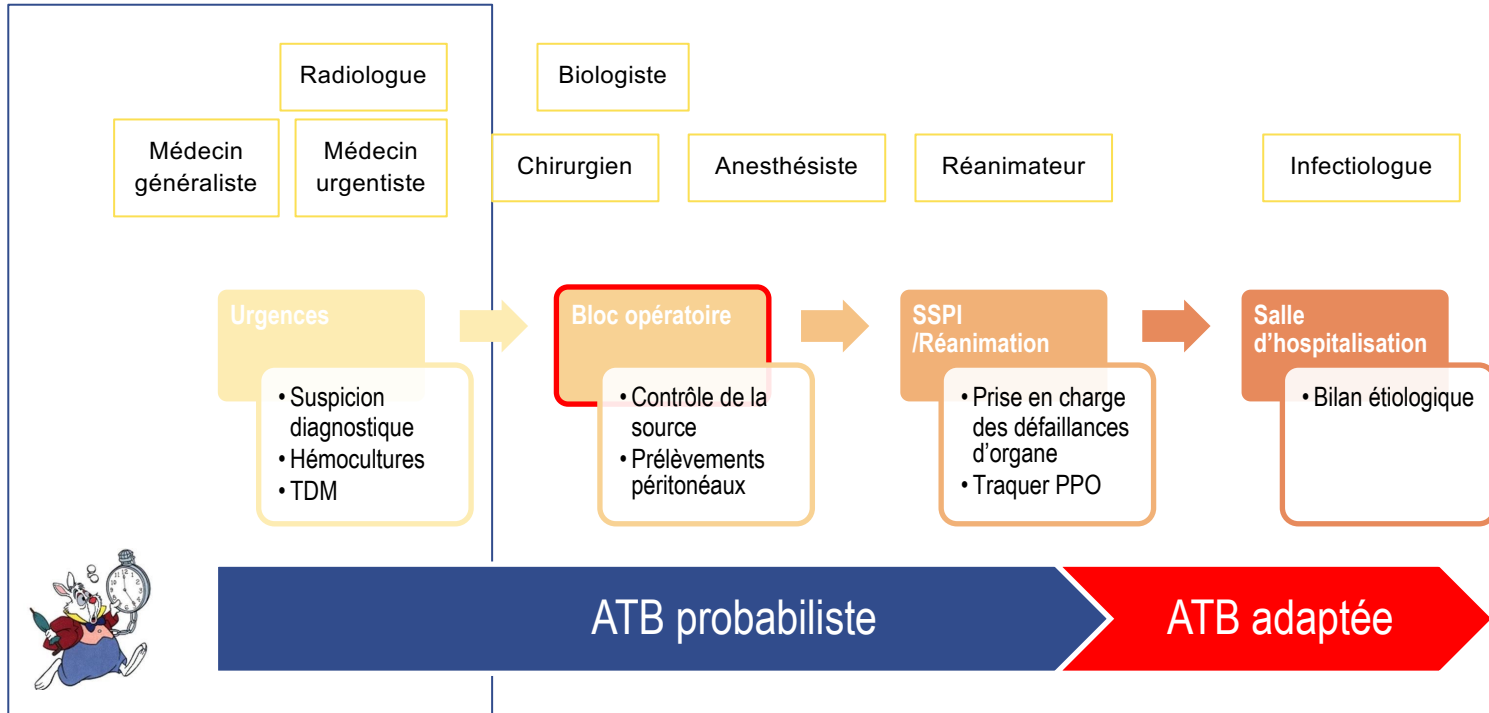 Radiologue
Biologiste
Médecin
généraliste
Médecin
urgentiste
Chirurgien
Anesthésiste
Réanimateur
Infectiologue
Urgences
• Suspicion
diagnostique
• Hémocultures
• TDM
Bloc opératoire
• Contrôle de la
source
• Prélèvements
péritonéaux
SSPI
/Réanimation
• Prise en charge
des défaillances
d'organe
• Traquer PPO
Salle
d'hospitalisation
• Bilan étiologique
ATB probabiliste
ATB adaptée